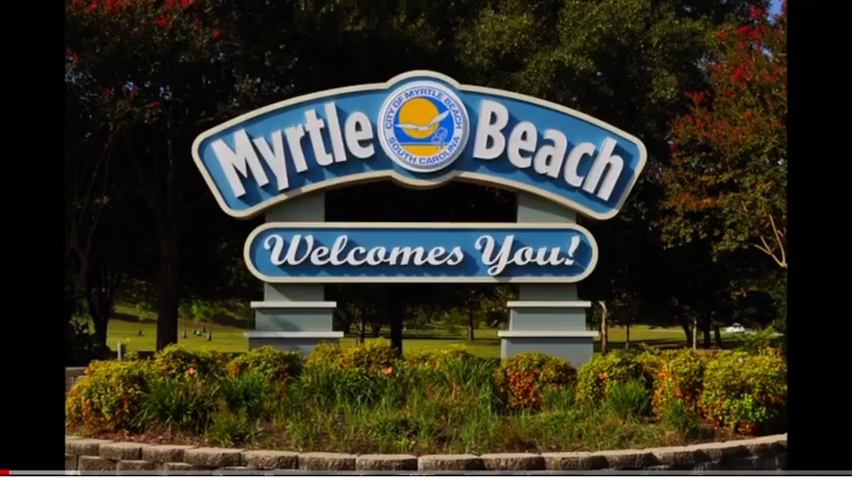 Myrtle Beach
CITY OF MYRTLE BEACH
SOUTH CAROLINA
Welcomes You!